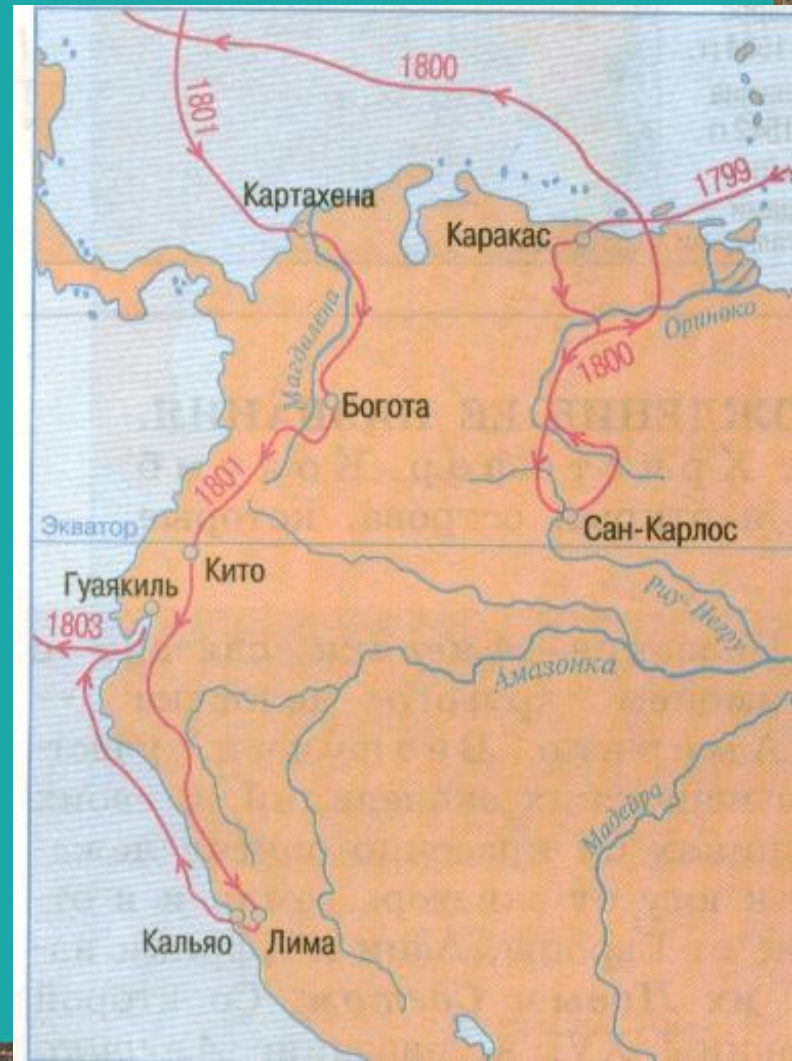 1800
1801
1799
Картахена
Каракас
Магдалена
Ориноко
1800
Богота
1801
Сан-Карлос
Экватор
Кито
Гуаякиль
Риу-Негру
1803
Амазонка
Мадейра
Кальяо
Лима